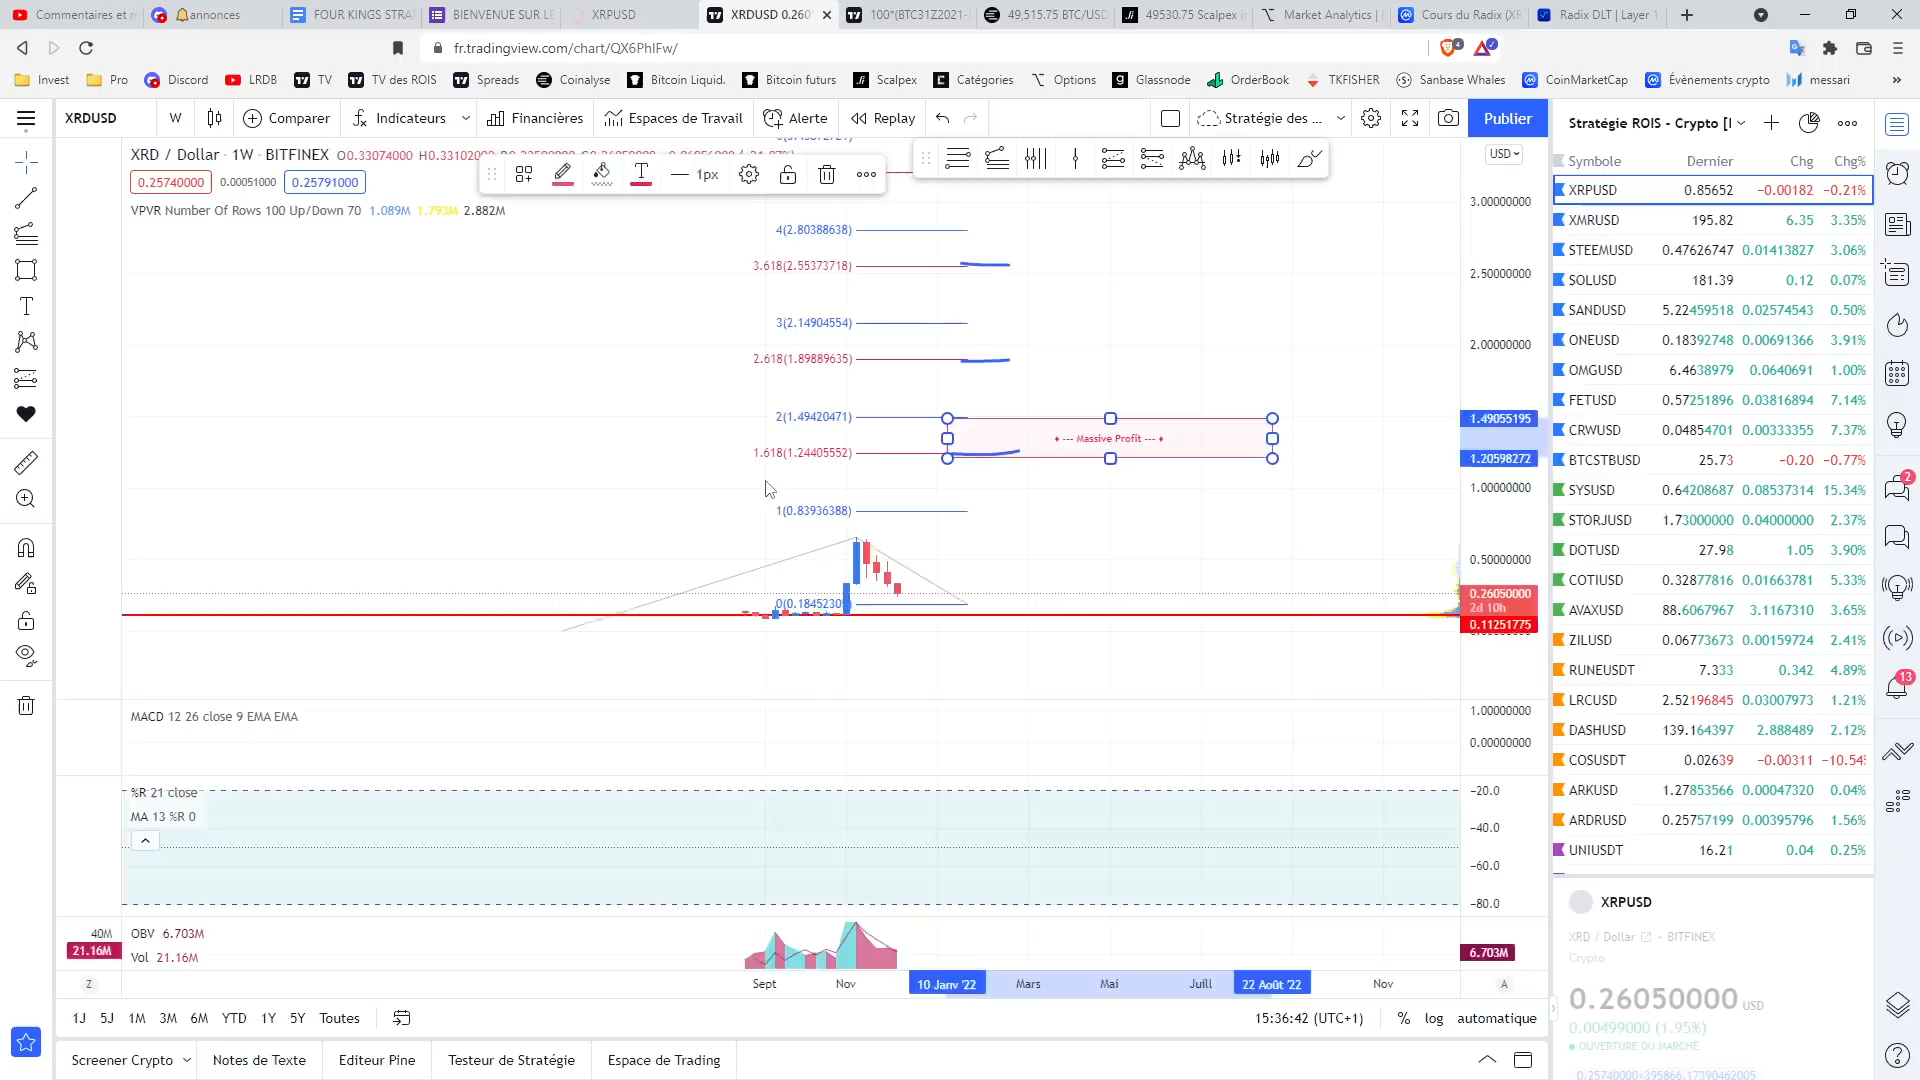 Commentaires et m
annonces
FOUR KINGS STRAT
BIENVENUE SUR LE
XRPUSD
XRDUSD 0.260
100*(BTC31Z2021-
49,515.75 BTC/USD
49530.75 Scalpex i
Market Analytics |
Cours du Radix (XR
Radix DLT | Layer 1
fr.tradingview.com/chart/QX6PhIFw/
Invest
Pro
Discord
LRDB
TV
TV des ROIS
Spreads
Coinalyse
Bitcoin Liquid.
Bitcoin futurs
Scalpex
Catégories
Options
Glassnode
OrderBook
TKFISHER
Sanbase Whales
CoinMarketCap
Évènements crypto
messari
XRDUSD
W
Comparer
Indicateurs
Financières
Espaces de Travail
Alerte
Replay
Stratégie des ...
Publier
XRD / Dollar · 1W · BITFINEX O0.33074000
0.25740000
0.00051000
0.25791000
VPVR Number Of Rows 100 Up/Down 70 1.089M 1.793M 2.882M
1px
USD
4(2.80388638)
3.618(2.55373718)
3(2.14904554)
2.618(1.89889635)
2(1.49420471)
1.618(1.24405552)
1(0.83936388)
♦ --- Massive Profit --- ♦
3.00000000
2.50000000
2.00000000
1.49055195
1.20598272
1.00000000
0.50000000
0.26050000
2d 10h
0.11251775
MACD 12 26 close 9 EMA EMA
1.00000000
0.00000000
%R 21 close
MA 13 %R 0
-20.0
-40.0
-60.0
-80.0
40M
21.16M
OBV 6.703M
Vol 21.16M
6.703M
Z
Sept
Nov
10 Janv '22
Mars
Mai
Juill
22 Août '22
Nov
A
1J 5J 1M 3M 6M YTD 1Y 5Y Toutes
15:36:42 (UTC+1)
% log automatique
Screener Crypto
Notes de Texte
Editeur Pine
Testeur de Stratégie
Espace de Trading
Stratégie ROIS - Crypto [I
Symbole Dernier Chg Chg%
XRPUSD 0.85652 −0.00182 −0.21%
XMRUSD 195.82 6.35 3.35%
STEEMUSD 0.47626747 0.01413827 3.06%
SOLUSD 181.39 0.12 0.07%
SANDUSD 5.22459518 0.02574543 0.50%
ONEUSD 0.18392748 0.00691366 3.91%
OMGUSD 6.4638979 0.0640691 1.00%
FETUSD 0.57251896 0.03816894 7.14%
CRWUSD 0.04854701 0.00333355 7.37%
BTCSTBUSD 25.73 −0.20 −0.77%
SYSUSD 0.64208687 0.08537314 15.34%
STORJUSD 1.73000000 0.04000000 2.37%
DOTUSD 27.98 1.05 3.90%
COTIUSD 0.32877816 0.01663781 5.33%
AVAXUSD 88.6067967 3.1167310 3.65%
ZILUSD 0.06773673 0.00159724 2.41%
RUNEUSDT 7.333 0.342 4.89%
LRCUSD 2.52196845 0.03007973 1.21%
DASHUSD 139.164397 2.888489 2.12%
COSUSDT 0.02639 −0.00311 −10.54%
ARKUSD 1.27853566 0.00047320 0.04%
ARDRUSD 0.25757199 0.00395796 1.56%
UNIUSDT 16.21 0.04 0.25%
XRPUSD
XRD / Dollar · BITFINEX
Crypto
0.26050000 USD
0.00499000 (1.95%)
OUVERTURE DU MARCHÉ
2
13